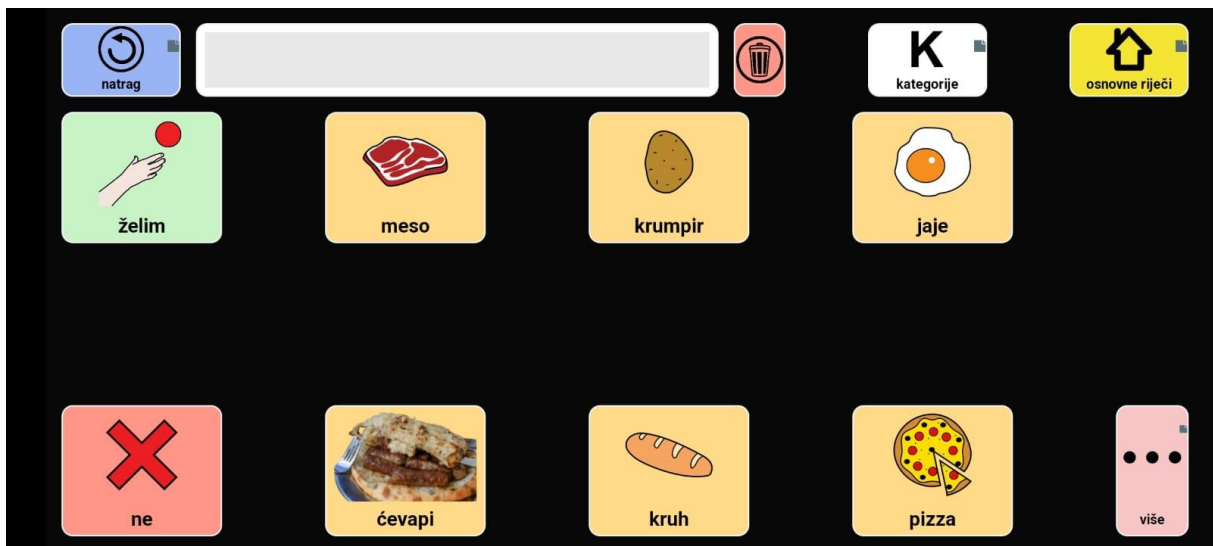 natrag
K
kategorije
osnovne riječi
želim
meso
krumpir
jaje
ne
ćevapi
kruh
pizza
više